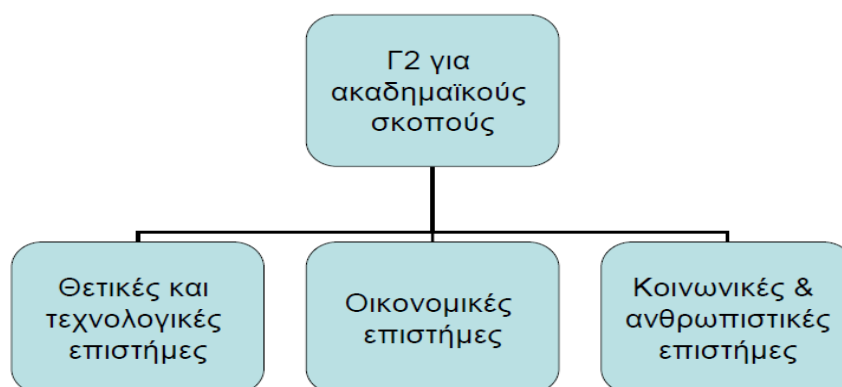 Γ2 για
ακαδημαϊκούς
σκοπούς
Θετικές και
τεχνολογικές
επιστήμες
Οικονομικές
επιστήμες
Κοινωνικές &
ανθρωπιστικές
επιστήμες